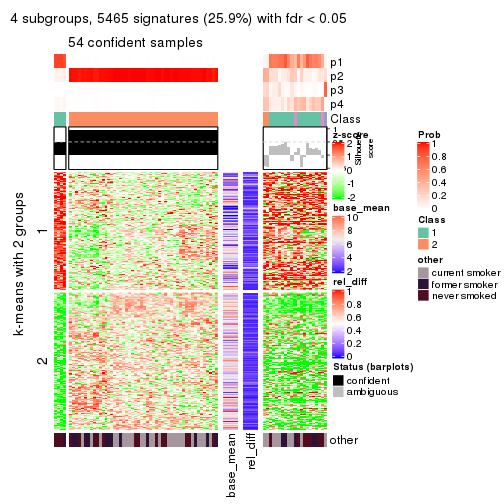 4 subgroups, 5465 signatures (25.9%) with fdr < 0.05
54 confident samples
p1
p2
p3
p4
Class
Silhouette
score
1
2
k-means with 2 groups
base_mean
rel_diff
other
z-score
2
1
0
-1
-2
base_mean
10
8
6
4
2
rel_diff
1
0.8
0.6
0.4
0.2
0
Status (barplots)
confident
ambiguous
Prob
1
0.8
0.6
0.4
0.2
0
Class
1
2
other
current smoker
former smoker
never smoked